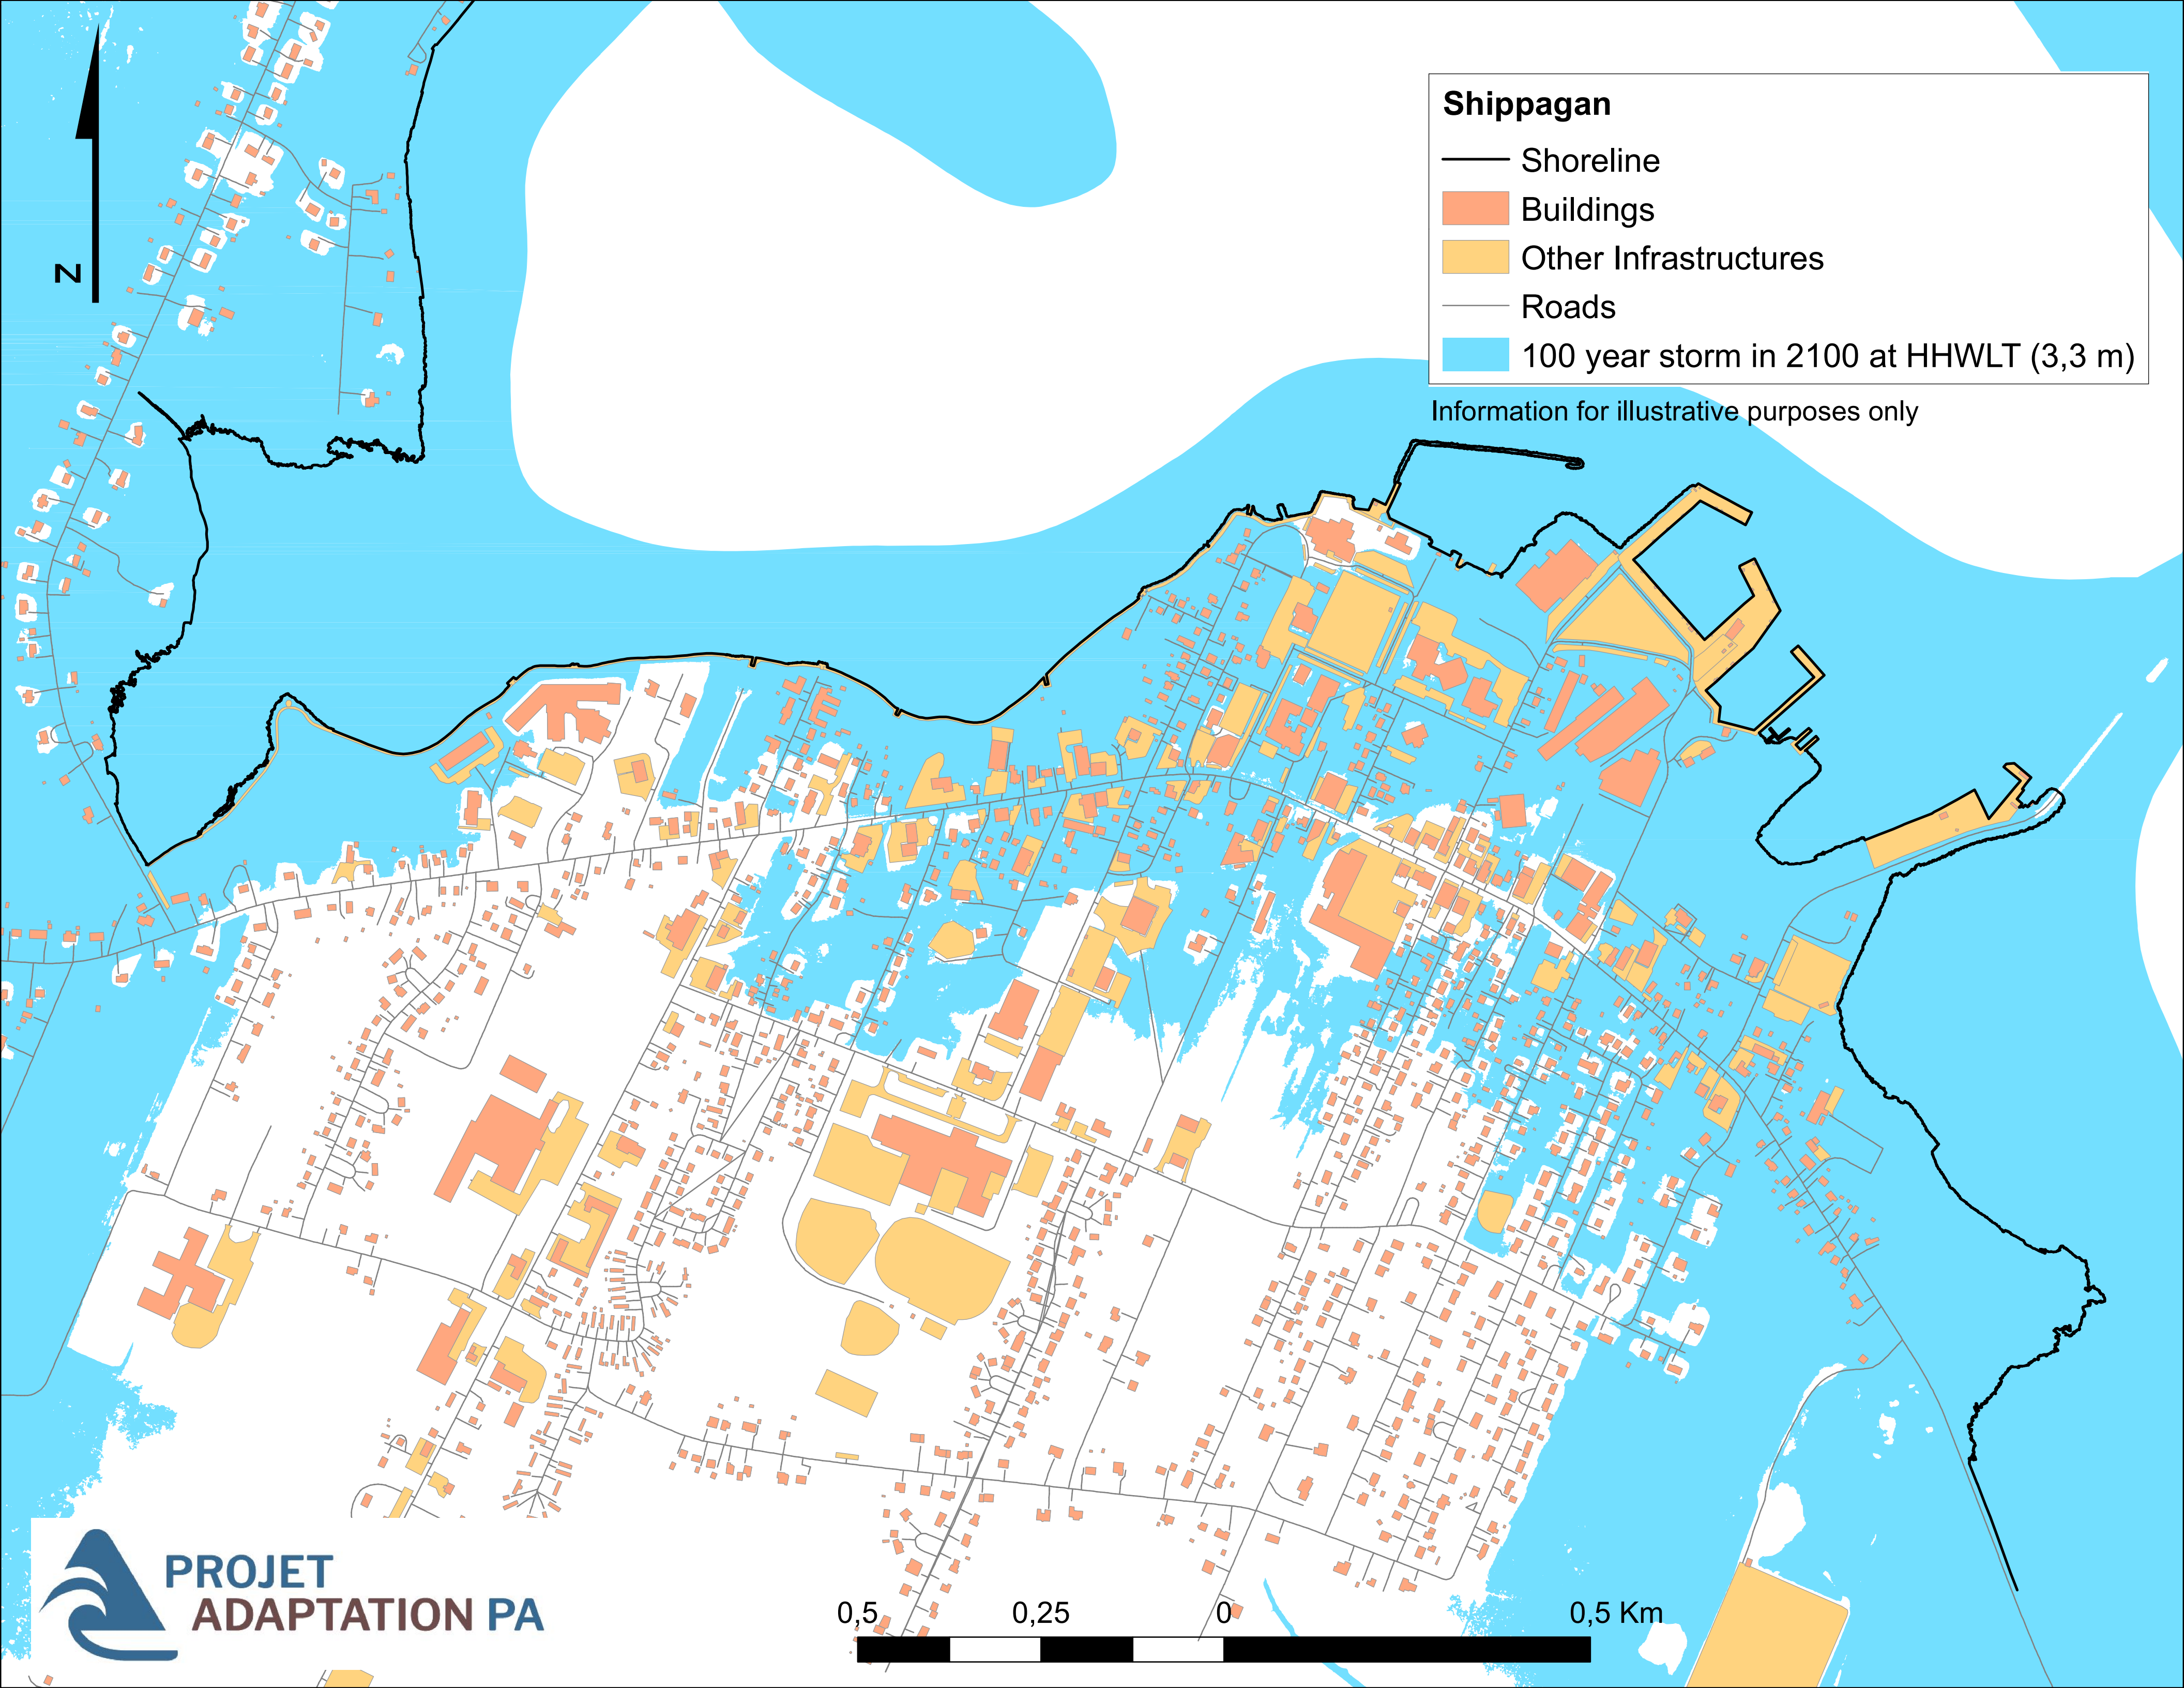 Shippagan
Shoreline
Buildings
Other Infrastructures
Roads
100 year storm in 2100 at HHWLT (3,3 m)
Information for illustrative purposes only
N
PROJET
ADAPTATION PA
0,5 0,25 0 0,5 Km